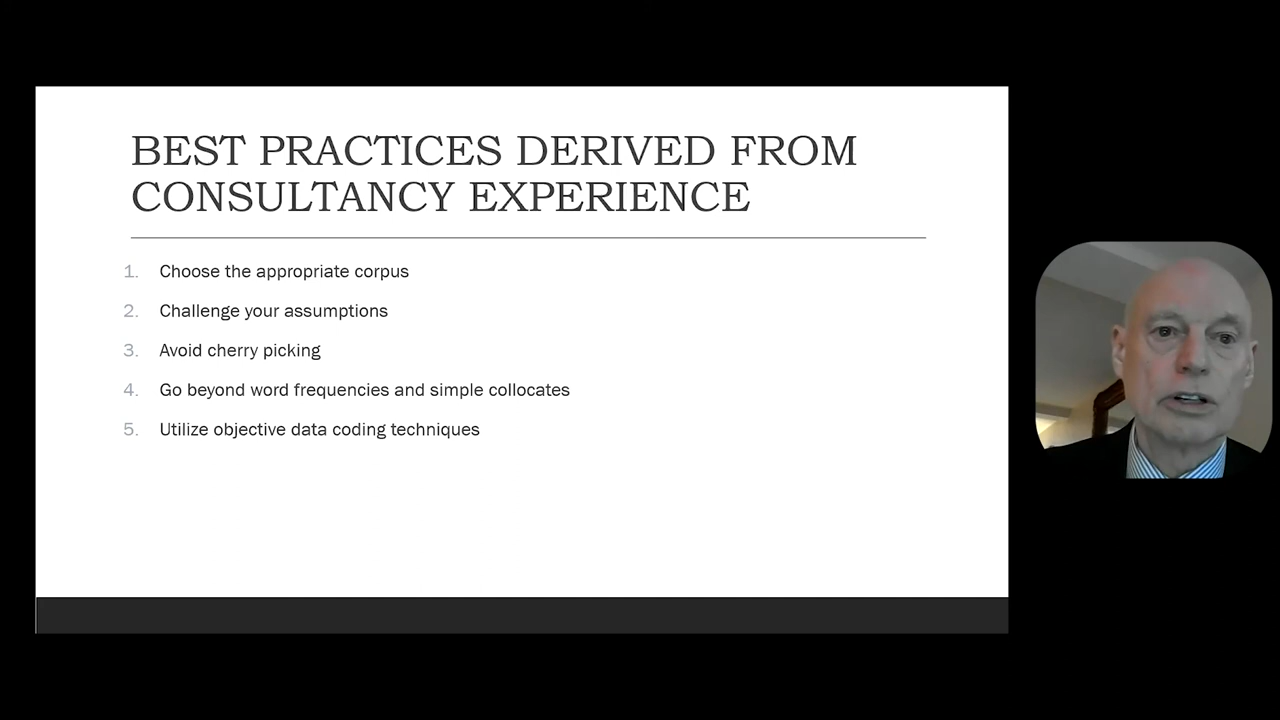 BEST PRACTICES DERIVED FROM
CONSULTANCY EXPERIENCE
1. Choose the appropriate corpus
2. Challenge your assumptions
3. Avoid cherry picking
4. Go beyond word frequencies and simple collocates
5. Utilize objective data coding techniques